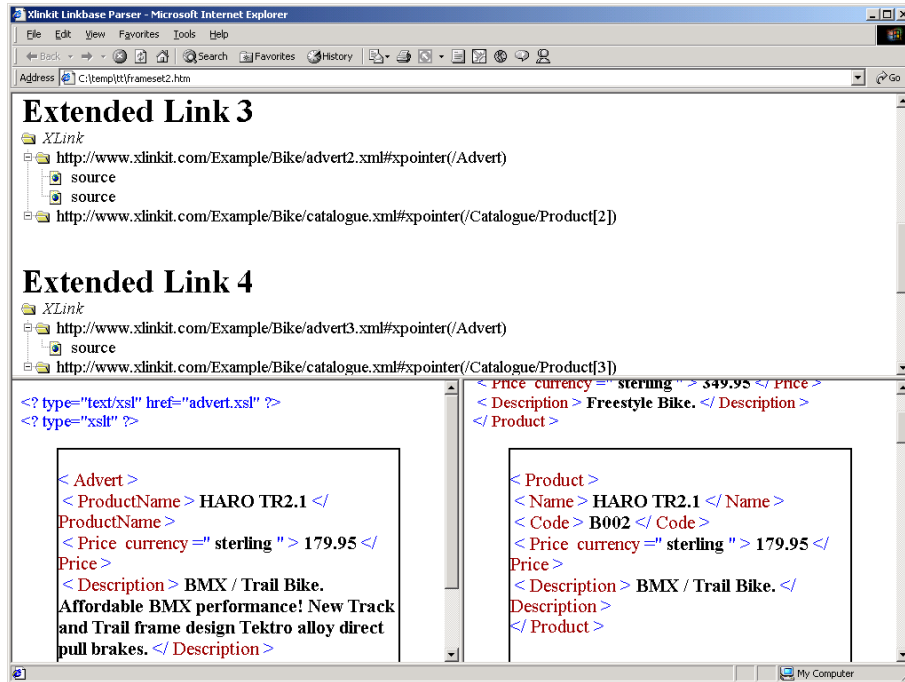 Xlinkit Linkbase Parser - Microsoft Internet Explorer
File Edit View Favorites Tools Help
Back Search Favorites History
Address C:\temp\tt\frameset2.htm Go
Extended Link 3
XLink
http://www.xlinkit.com/Example/Bike/advert2.xml#xpointer(/Advert)
source
source
http://www.xlinkit.com/Example/Bike/catalogue.xml#xpointer(/Catalogue/Product[2])
Extended Link 4
XLink
http://www.xlinkit.com/Example/Bike/advert3.xml#xpointer(/Advert)
source
http://www.xlinkit.com/Example/Bike/catalogue.xml#xpointer(/Catalogue/Product[3])
<? type="text/xsl" href="advert.xsl" ?>
<? type="xslt" ?>
< Advert >
< ProductName > HARO TR2.1 </
ProductName >
< Price currency =" sterling " > 179.95 </
Price >
< Description > BMX / Trail Bike.
Affordable BMX performance! New Track
and Trail frame design Tektro alloy direct
pull brakes. </ Description >
< Price currency =" sterling " > 349.95 </ Price >
< Description > Freestyle Bike. </ Description >
</ Product >
< Product >
< Name > HARO TR2.1 </ Name >
< Code > B002 </ Code >
< Price currency =" sterling " > 179.95 </
Price >
< Description > BMX / Trail Bike. </
Description >
</ Product >
My Computer